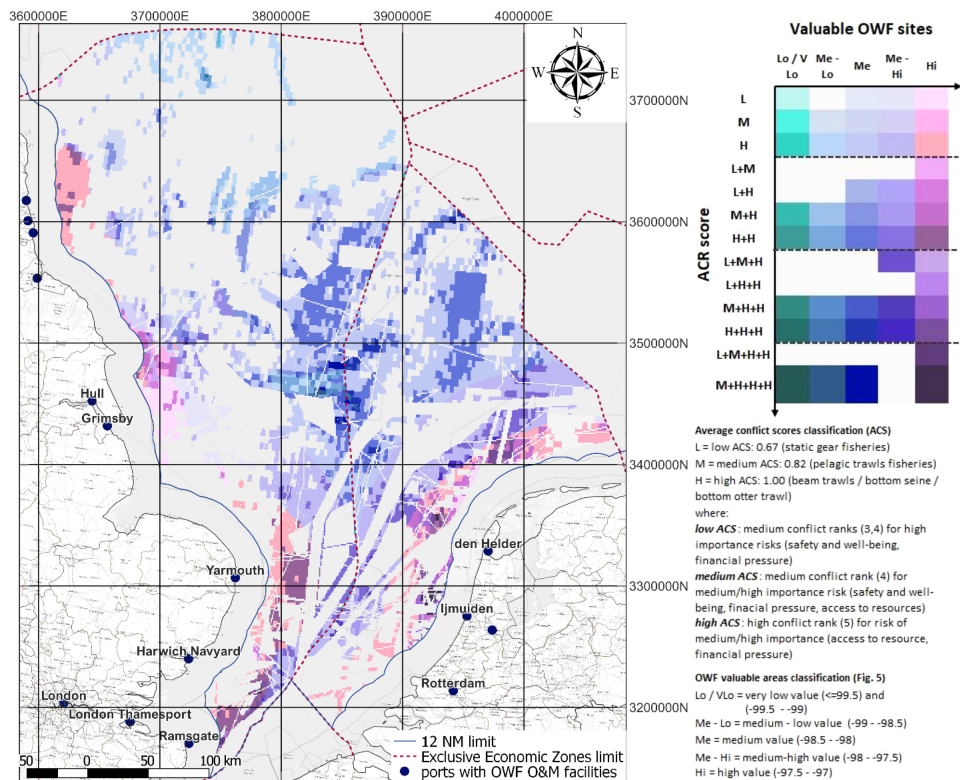 3600000E 3700000E 3800000E 3900000E 4000000E
N
W E
S
3700000N
3600000N
3500000N
3400000N
3300000N
3200000N
Hull
Grimsby
Yarmouth
Harwich Navyard
London
London Thamesport
Ramsgate
den Helder
Ijmuiden
Rotterdam
50 0 50 100 km
12 NM limit
Exclusive Economic Zones limit
ports with OWF O&M facilities
Valuable OWF sites
Lo / V Lo
Me - Lo
Me
Me - Hi
Hi
ACR score
L
M
H
L+M
L+H
M+H
H+H
L+M+H
L+H+H
M+H+H
H+H+H
L+M+H+H
M+H+H+H
Average conflict scores classification (ACS)
L = low ACS: 0.67 (static gear fisheries)
M = medium ACS: 0.82 (pelagic trawls fisheries)
H = high ACS: 1.00 (beam trawls / bottom seine /
bottom otter trawl)
where:
low ACS : medium conflict ranks (3,4) for high
importance risks (safety and well-being,
financial pressure)
medium ACS : medium conflict rank (4) for
medium/high importance risk (safety and well-
being, finacial pressure, access to resources)
high ACS : high conflict rank (5) for risk of
medium/high importance (access to resource,
financial pressure)
OWF valuable areas classification (Fig. 5)
Lo / VLo = very low value (<=99.5) and
(-99.5 - -99)
Me - Lo = medium - low value (-99 - -98.5)
Me = medium value (-98.5 - -98)
Me - Hi = medium-high value (-98 - -97.5)
Hi = high value (-97.5 - -97)